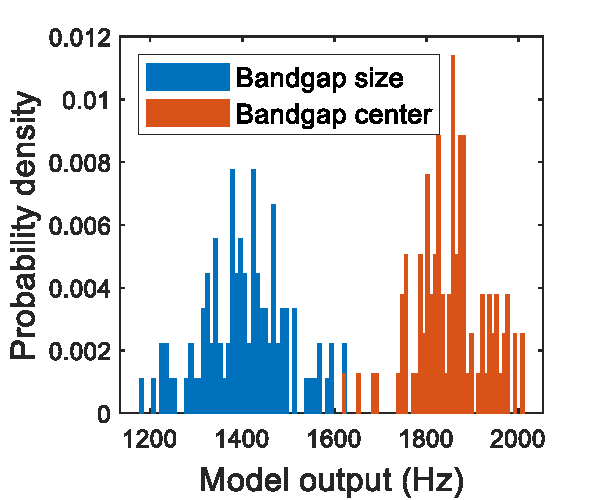 0.012
0.01
0.008
0.006
0.004
0.002
0
Probability density
Bandgap size
Bandgap center
1200 1400 1600 1800 2000
Model output (Hz)